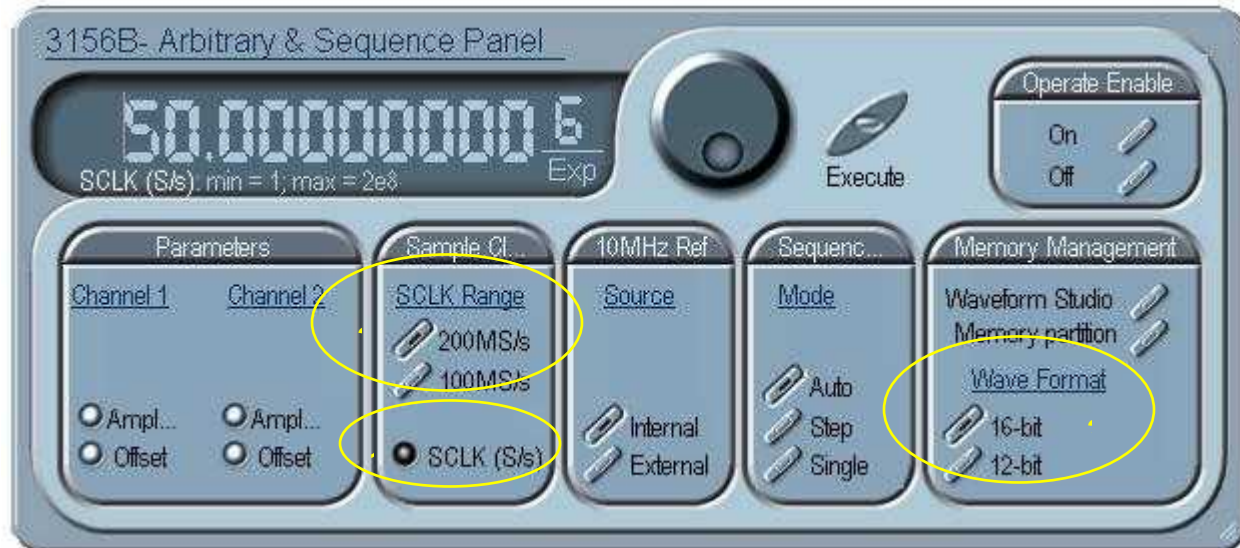 3156B- Arbitrary & Sequence Panel
50.00000000 6
Exp
SCLK (S/s): min = 1; max = 2e8
Execute
Operate Enable
On
Off
Parameters
Channel 1 Channel 2
Ampl... Ampl...
Offset Offset
Sample Cl...
SCLK Range
200MS/s
100MS/s
SCLK (S/s)
10MHz Ref
Source
Internal
External
Sequenc...
Mode
Auto
Step
Single
Memory Management
Waveform Studio
Memory partition
Wave Format
16-bit
12-bit